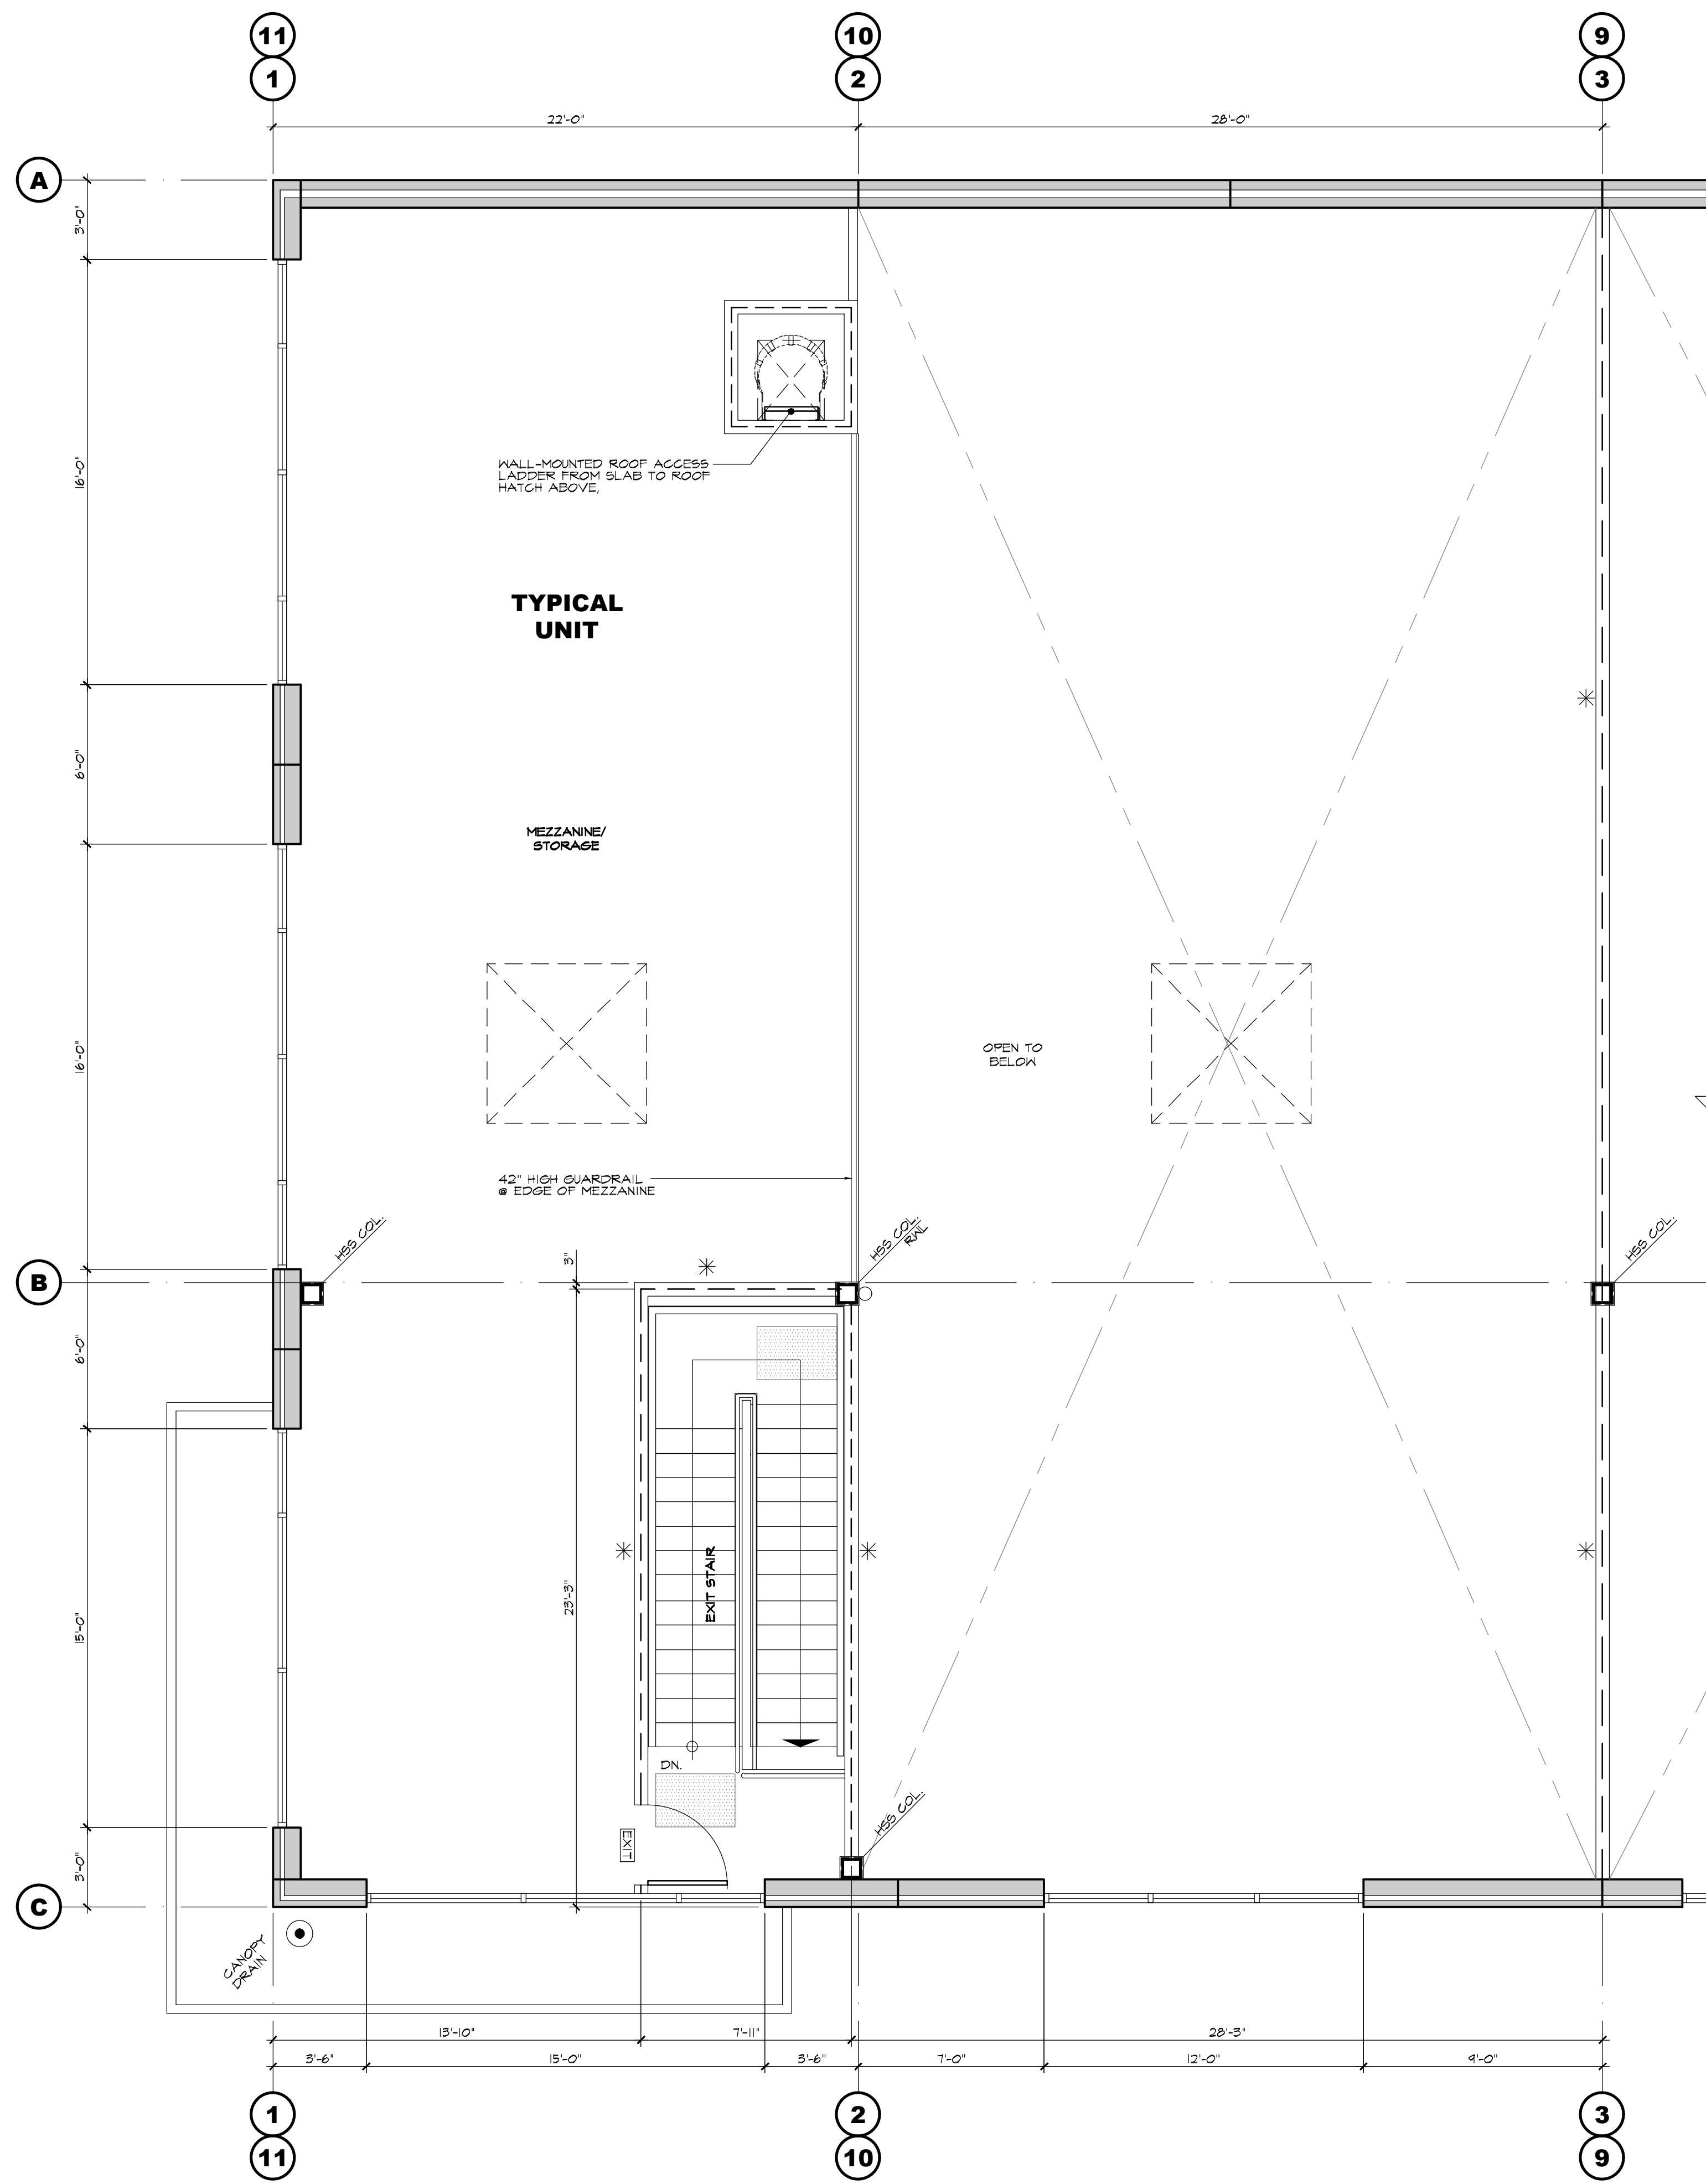 11
10
9
1
2
3
22'-0"
28'-0"
A
3'-0"
16'-0"
WALL-MOUNTED ROOF ACCESS
LADDER FROM SLAB TO ROOF
HATCH ABOVE,
TYPICAL
UNIT
6'-0"
MEZZANINE/
STORAGE
16'-0"
OPEN TO
BELOW
42" HIGH GUARDRAIL
@ EDGE OF MEZZANINE
HSS COL.
HSS COL.
RWL
HSS COL.
3"
B
6'-0"
EXIT STAIR
23'-3"
15'-0"
DN.
HSS COL.
EXIT
3'-0"
C
CANOPY
DRAIN
13'-10"
7'-11"
28'-3"
3'-6"
15'-0"
3'-6"
7'-0"
12'-0"
9'-0"
1
2
3
11
10
9